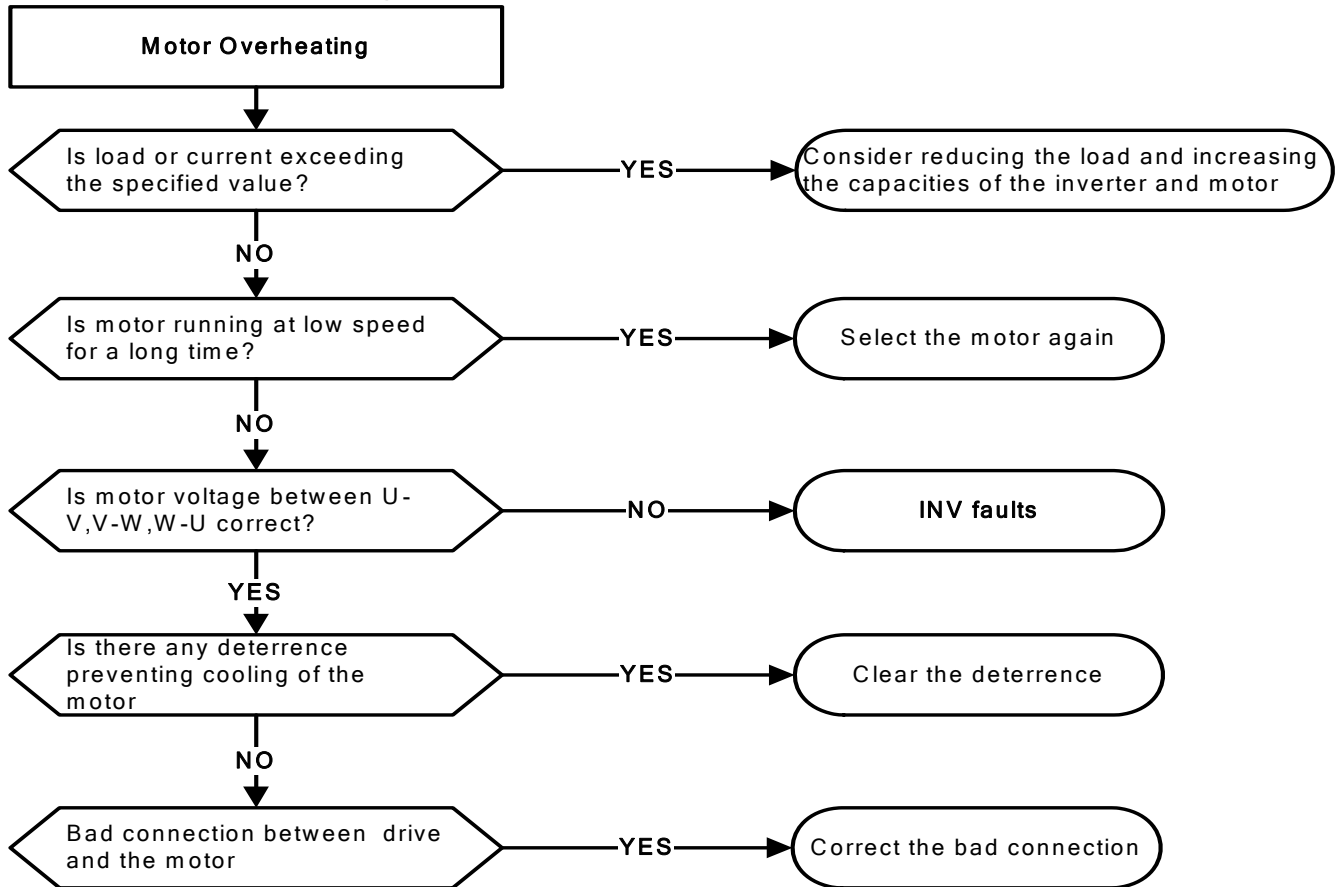 Motor Overheating
Is load or current exceeding
the specified value?
YES
Consider reducing the load and increasing
the capacities of the inverter and motor
NO
Is motor running at low speed
for a long time?
YES
Select the motor again
NO
Is motor voltage between U-
V,V-W,W-U correct?
NO
INV faults
YES
Is there any deterrence
preventing cooling of the
motor
YES
Clear the deterrence
NO
Bad connection between drive
and the motor
YES
Correct the bad connection